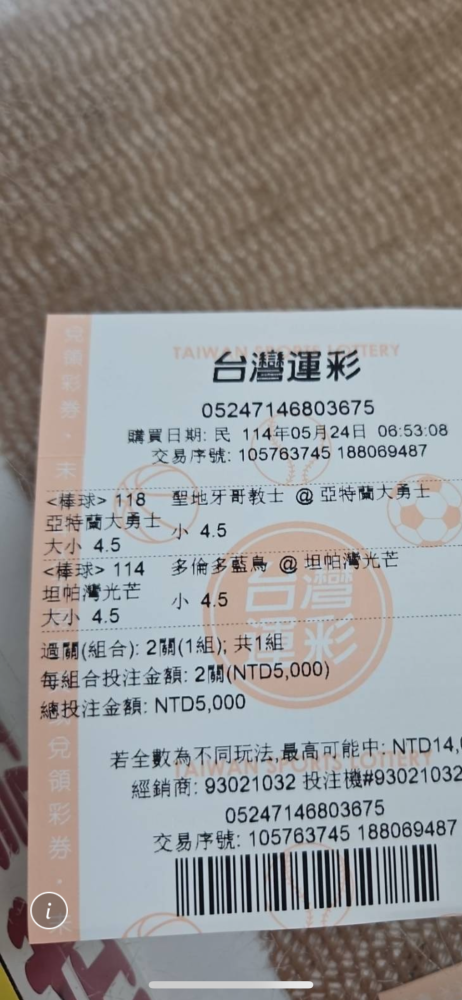 TAIWAN SPORTS LOTTERY
台灣運彩
05247146803675
購買日期: 民 114年05月24日 06:53:08
交易序號: 105763745 188069487
<棒球> 118 聖地牙哥教士 @ 亞特蘭大勇士
亞特蘭大勇士
大小 4.5 小 4.5
<棒球> 114 多倫多藍鳥 @ 坦帕灣光芒
坦帕灣光芒
大小 4.5 小 4.5
台灣
運彩
過關(組合): 2關(1組); 共1組
每組合投注金額: 2關(NTD5,000)
總投注金額: NTD5,000
若全數為不同玩法,最高可能中: NTD14,
TAIWAN SPORTS LOTTERY
經銷商: 93021032 投注機#93021032
05247146803675
交易序號: 105763745 188069487
兌領彩券
兌領彩券